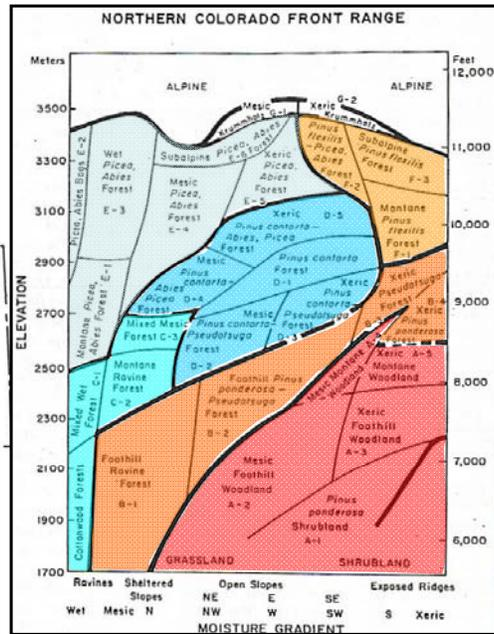 NORTHERN COLORADO FRONT RANGE
Meters
Feet
ALPINE
ALPINE
Mesic
Krummholz G-1
Xeric G-2
Krummholz
3500
3300
3100
2900
2700
2500
2300
2100
1900
1700
12,000
11,000
10,000
9,000
8,000
7,000
6,000
ELEVATION
Picea, Abies Bogs E-2
Wet
Picea,
Abies
Forest
E-3
Subalpine Picea, Abies
E-6 Forest
Mesic
Picea,
Abies
Forest
E-4
Xeric
Picea,
Abies
Forest
E-5
Montane Picea,
Abies Forest E-1
Pinus
flexilis
-Picea,
Abies
Forest
F-2
Subalpine
Pinus flexilis
Forest
F-3
Montane
Pinus
flexilis
Forest
F-1
Xeric D-5
Pinus contorta-
Abies, Picea
Forest
Mesic
Pinus
contorta-
Abies,
Picea
Forest
D-4
Pinus contorta
Forest
D-1
Mesic
Pinus contorta-Pseudotsuga
Forest
D-2
Xeric
Pinus
contorta-
Pseudotsuga
Forest
D-3
Mixed Mesic
Forest C-3
Montane
Ravine
Forest
C-2
Mixed Wet
Forest C-1
Cottonwood Forest
Foothill Pinus
ponderosa-
Pseudotsuga
Forest
B-2
Foothill
Ravine
Forest
B-1
Xeric
Pseudotsuga
Forest
Xeric
Pinus
ponderosa
Forest
Mesic Montane
Woodland
Xeric A-5
Montane
Woodland
Xeric
Foothill
Woodland
A-3
Mesic
Foothill
Woodland
A-2
Pinus
ponderosa
Shrubland
A-1
GRASSLAND
SHRUBLAND
Ravines
Sheltered
Slopes
Open Slopes
Exposed Ridges
NE
E
SE
Wet
Mesic
N
NW
W
SW
S
Xeric
MOISTURE GRADIENT